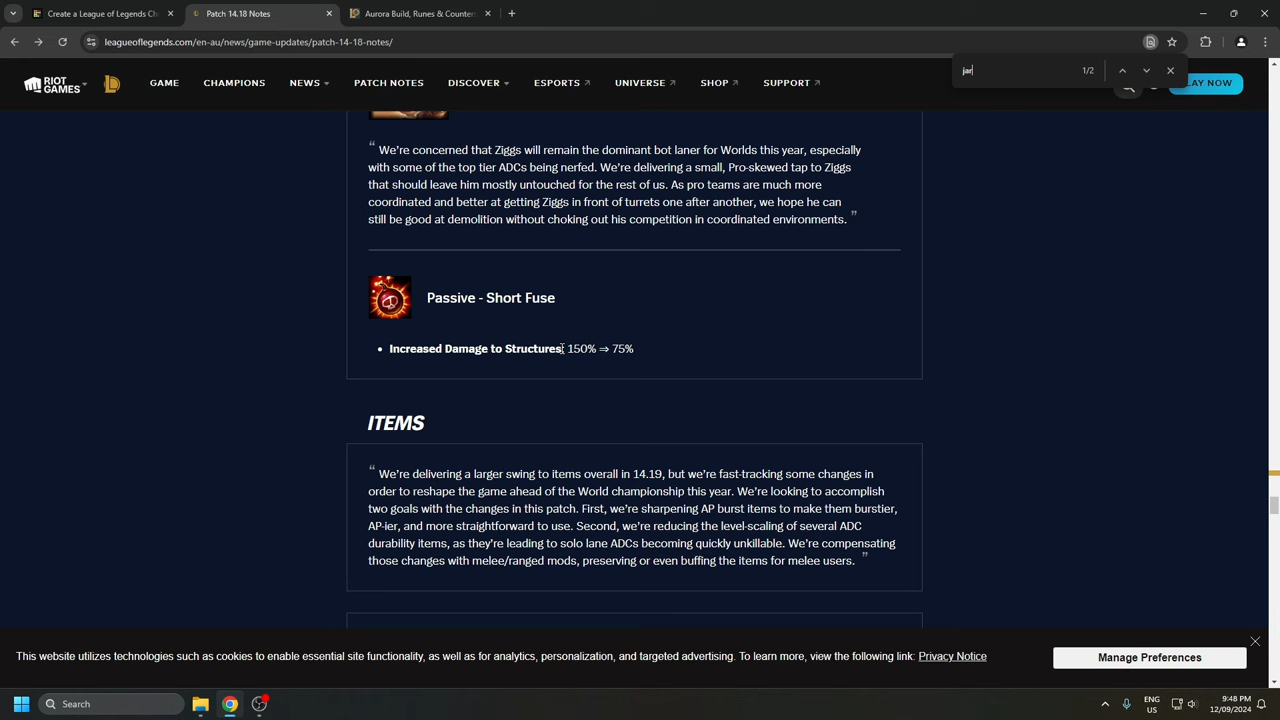 Create a League of Legends Ch
Patch 14.18 Notes
Aurora Build, Runes & Counter
leagueoflegends.com/en-au/news/game-updates/patch-14-18-notes/
jar
1/2
RIOT GAMES
GAME
CHAMPIONS
NEWS
PATCH NOTES
DISCOVER
ESPORTS
UNIVERSE
SHOP
SUPPORT
LAY NOW
“ We’re concerned that Ziggs will remain the dominant bot laner for Worlds this year, especially
with some of the top tier ADCs being nerfed. We’re delivering a small, Pro-skewed tap to Ziggs
that should leave him mostly untouched for the rest of us. As pro teams are much more
coordinated and better at getting Ziggs in front of turrets one after another, we hope he can
still be good at demolition without choking out his competition in coordinated environments. ”
Passive - Short Fuse
• Increased Damage to Structures: 150% ⇒ 75%
ITEMS
“ We’re delivering a larger swing to items overall in 14.19, but we’re fast-tracking some changes in
order to reshape the game ahead of the World championship this year. We’re looking to accomplish
two goals with the changes in this patch. First, we’re sharpening AP burst items to make them burstier,
AP-ier, and more straightforward to use. Second, we’re reducing the level-scaling of several ADC
durability items, as they’re leading to solo lane ADCs becoming quickly unkillable. We’re compensating
those changes with melee/ranged mods, preserving or even buffing the items for melee users. ”
This website utilizes technologies such as cookies to enable essential site functionality, as well as for analytics, personalization, and targeted advertising. To learn more, view the following link: Privacy Notice
Manage Preferences
Search
ENG
US
9:48 PM
12/09/2024